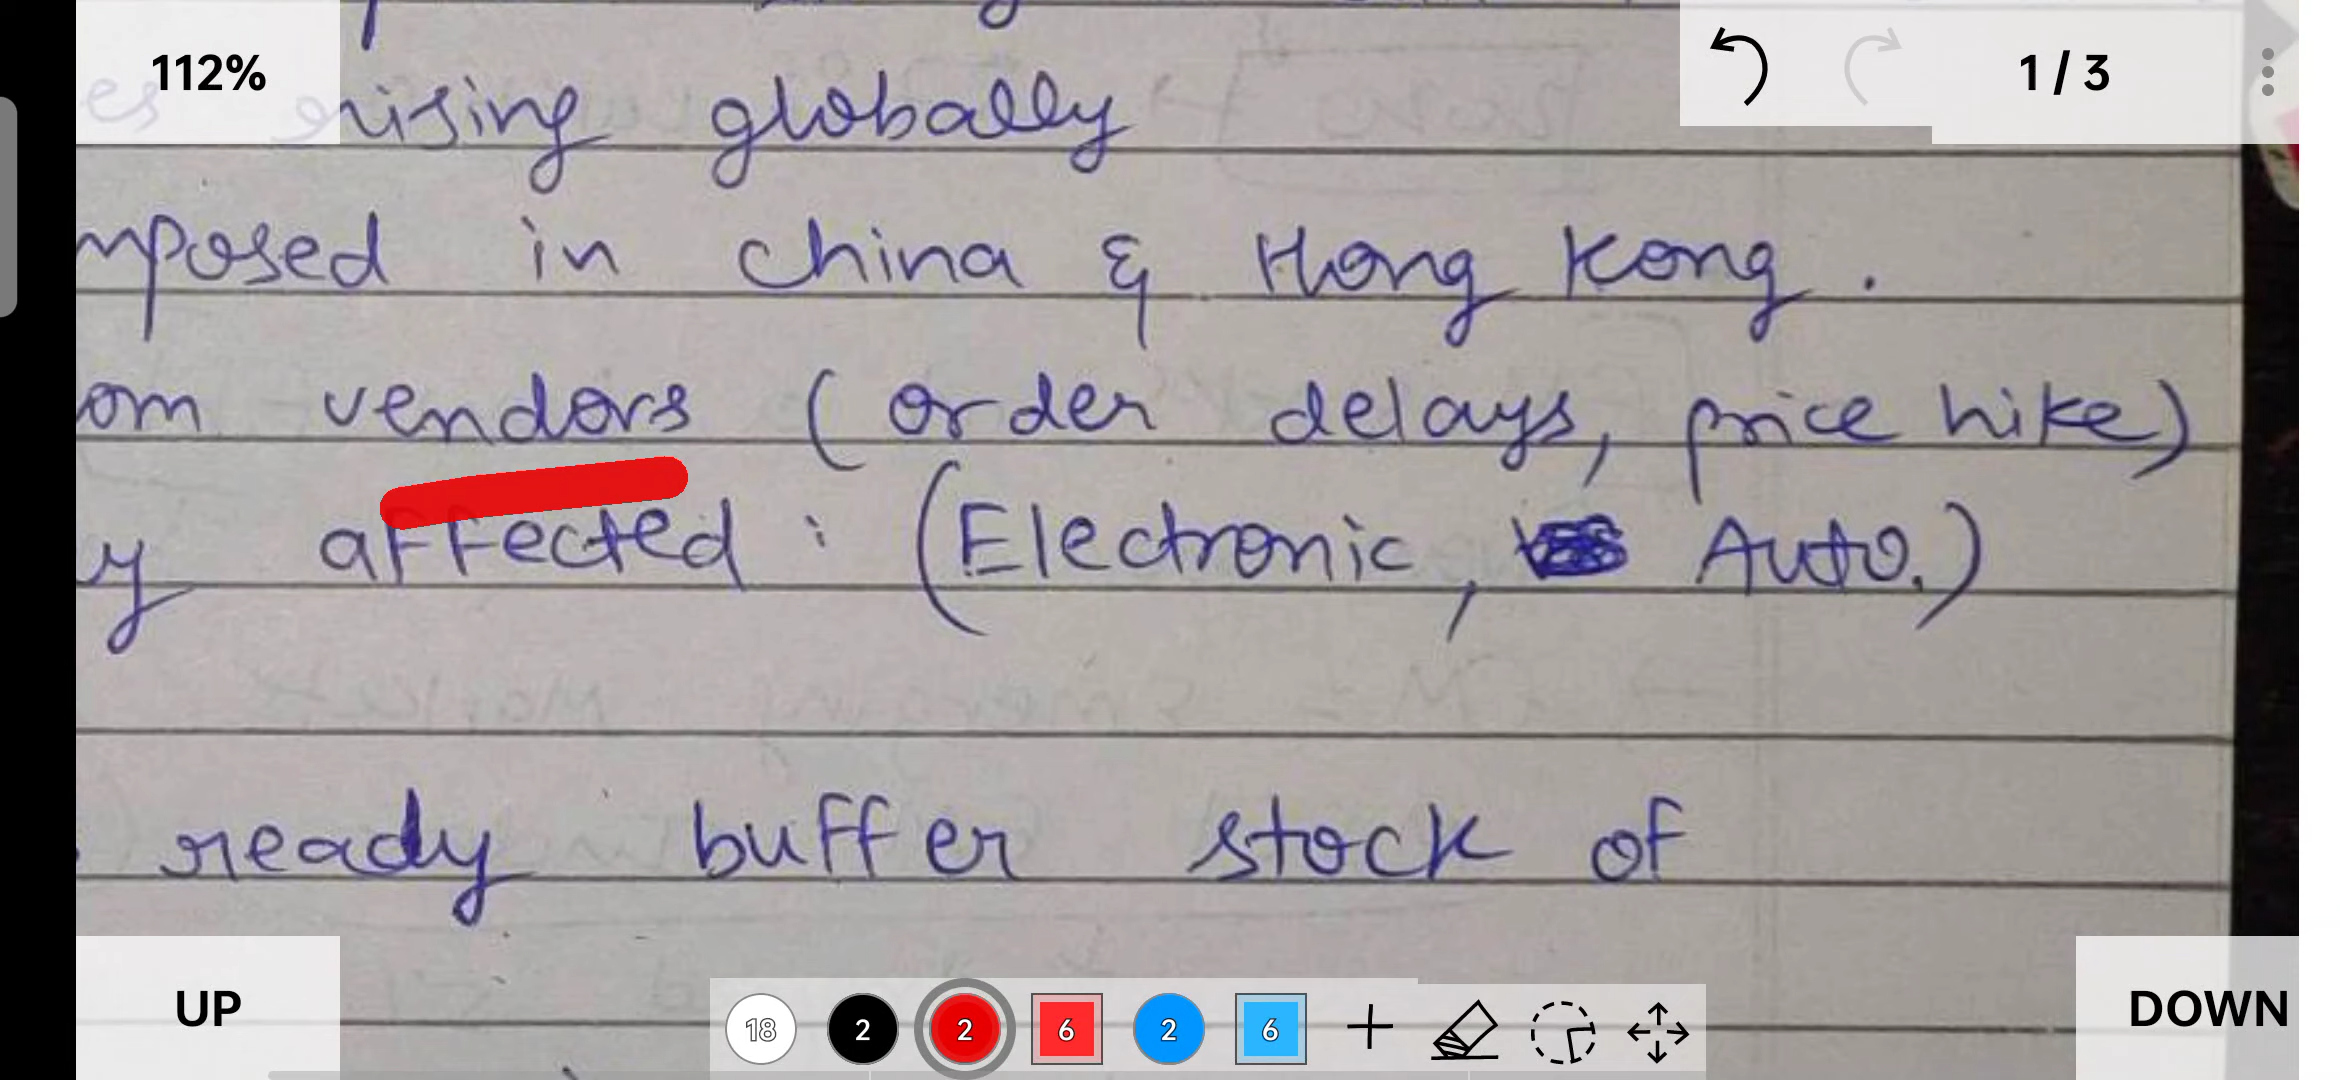 112%
1 / 3
es rising globally
mposed in china & Hong Kong.
om vendors (order delays, price hike)
y affected : (Electronic, Auto.)
ready buffer stock of
UP
18 2 2 6 2 6
DOWN